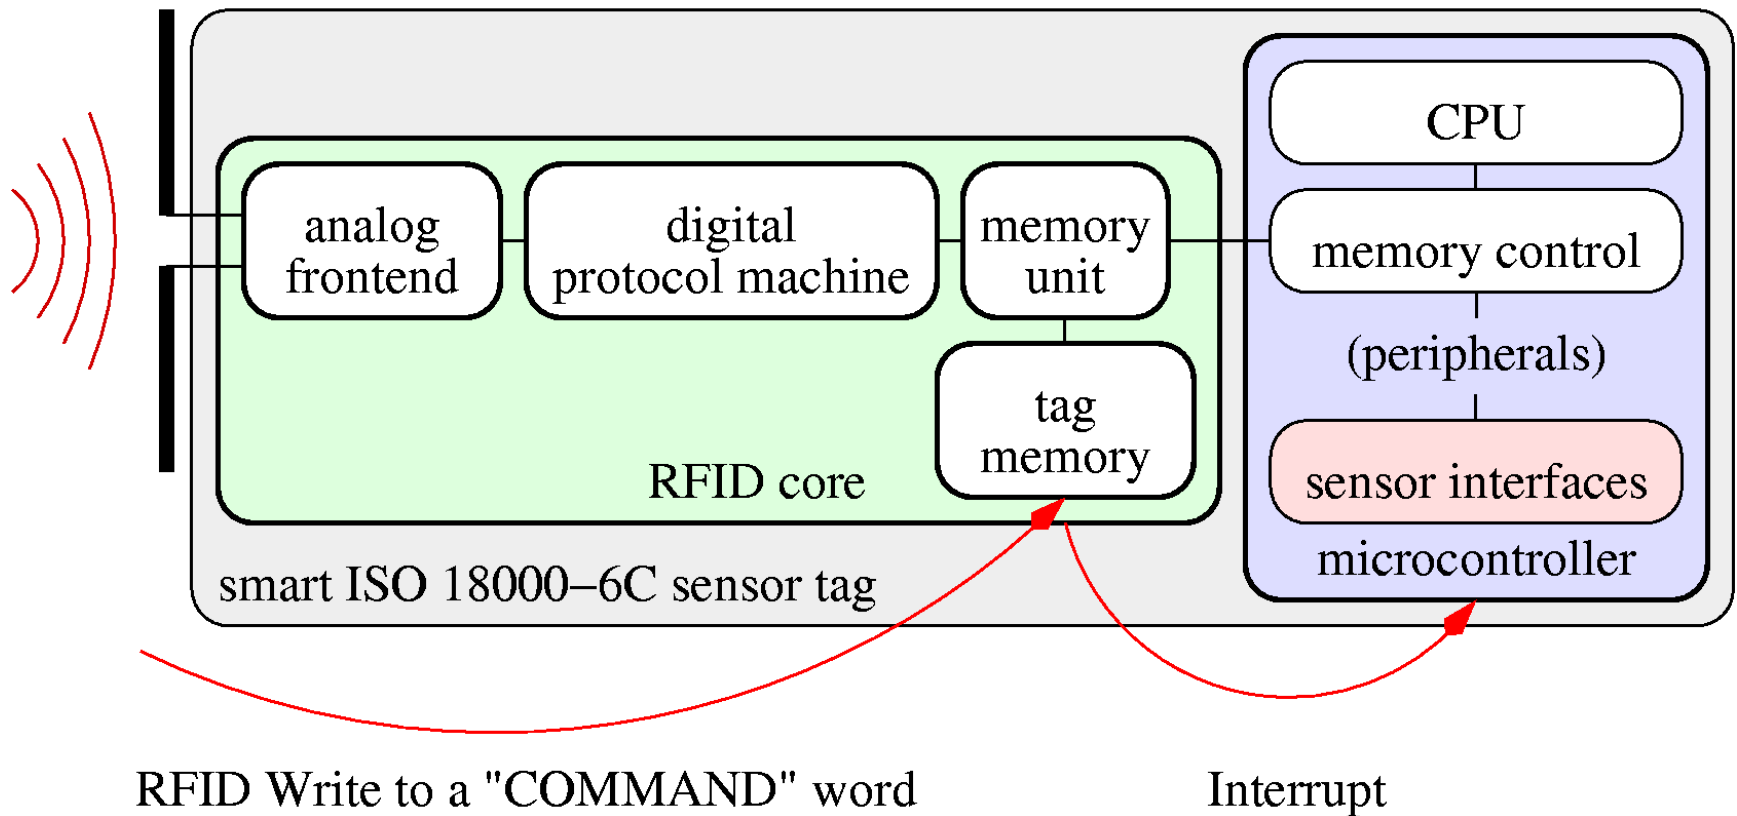 CPU
analog
frontend
digital
protocol machine
memory
unit
memory control
(peripherals)
tag
memory
RFID core
sensor interfaces
microcontroller
smart ISO 18000–6C sensor tag
RFID Write to a "COMMAND" word
Interrupt